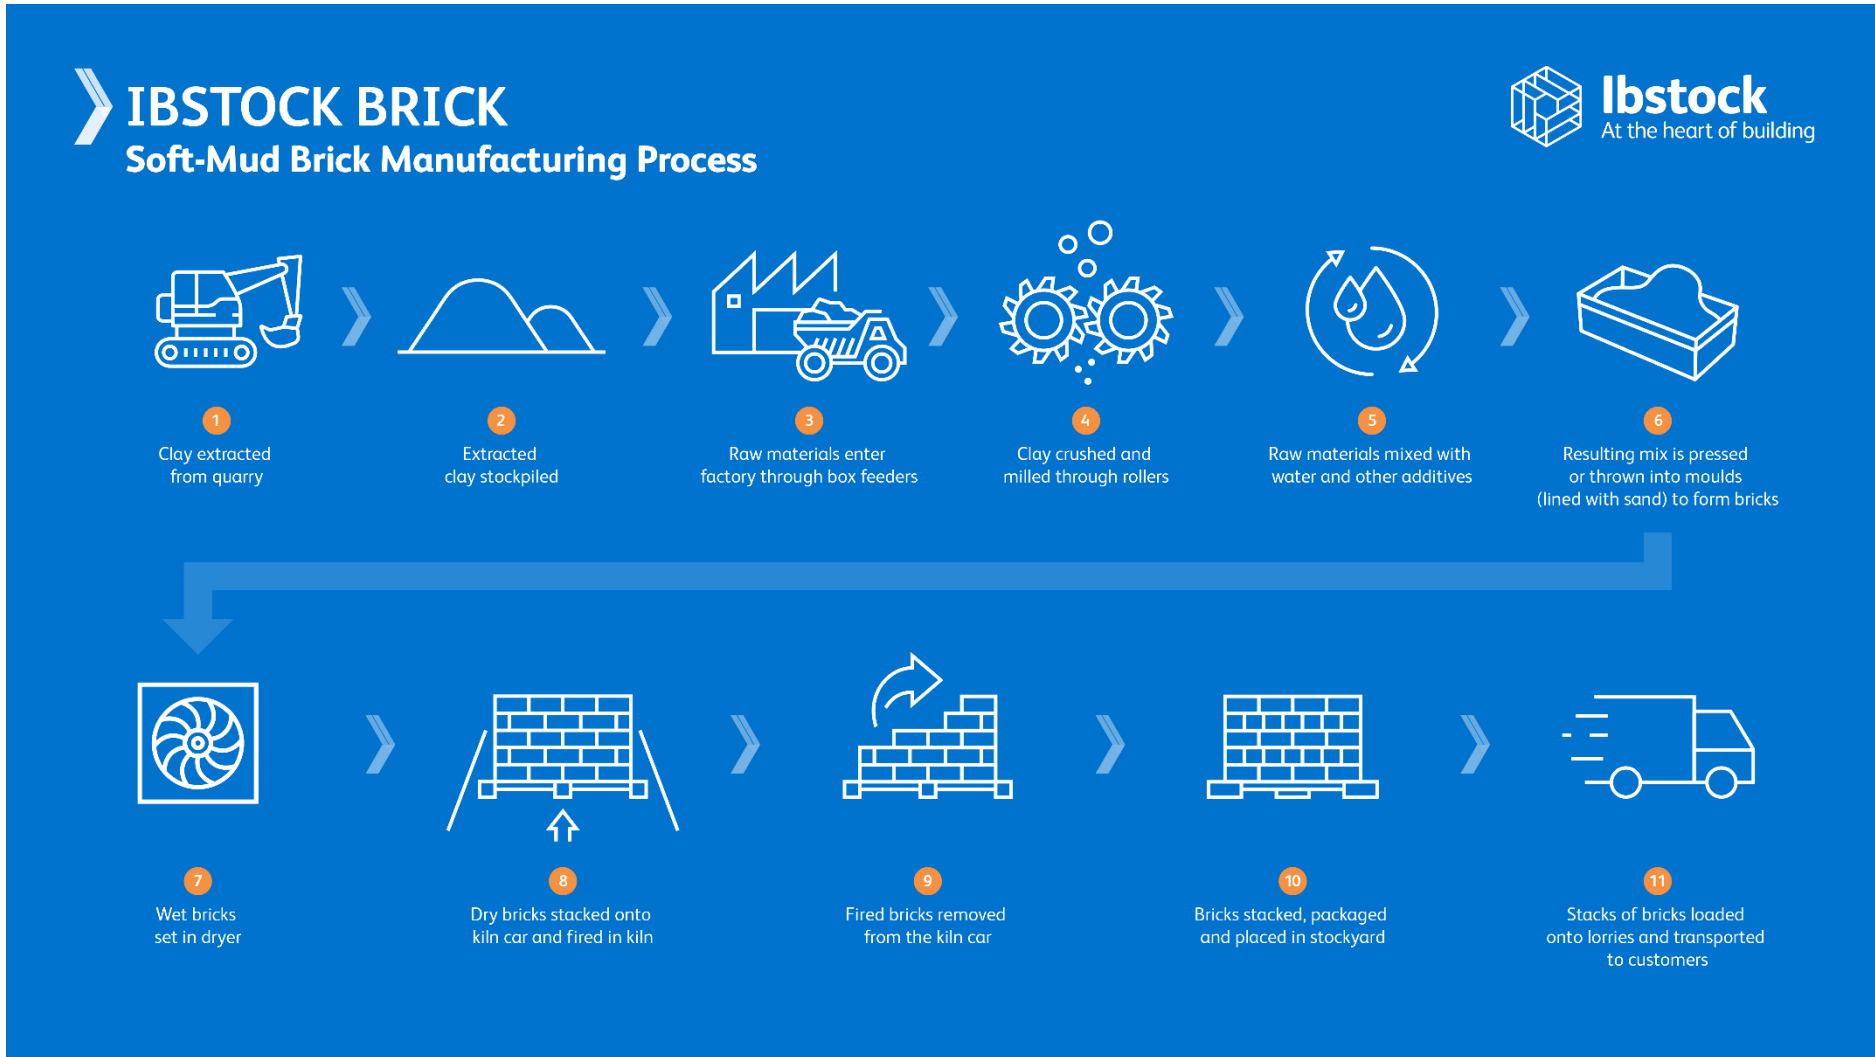 IBSTOCK BRICK
Soft-Mud Brick Manufacturing Process
Ibstock
At the heart of building
1
Clay extracted
from quarry
2
Extracted
clay stockpiled
3
Raw materials enter
factory through box feeders
4
Clay crushed and
milled through rollers
5
Raw materials mixed with
water and other additives
6
Resulting mix is pressed
or thrown into moulds
(lined with sand) to form bricks
7
Wet bricks
set in dryer
8
Dry bricks stacked onto
kiln car and fired in kiln
9
Fired bricks removed
from the kiln car
10
Bricks stacked, packaged
and placed in stockyard
11
Stacks of bricks loaded
onto lorries and transported
to customers